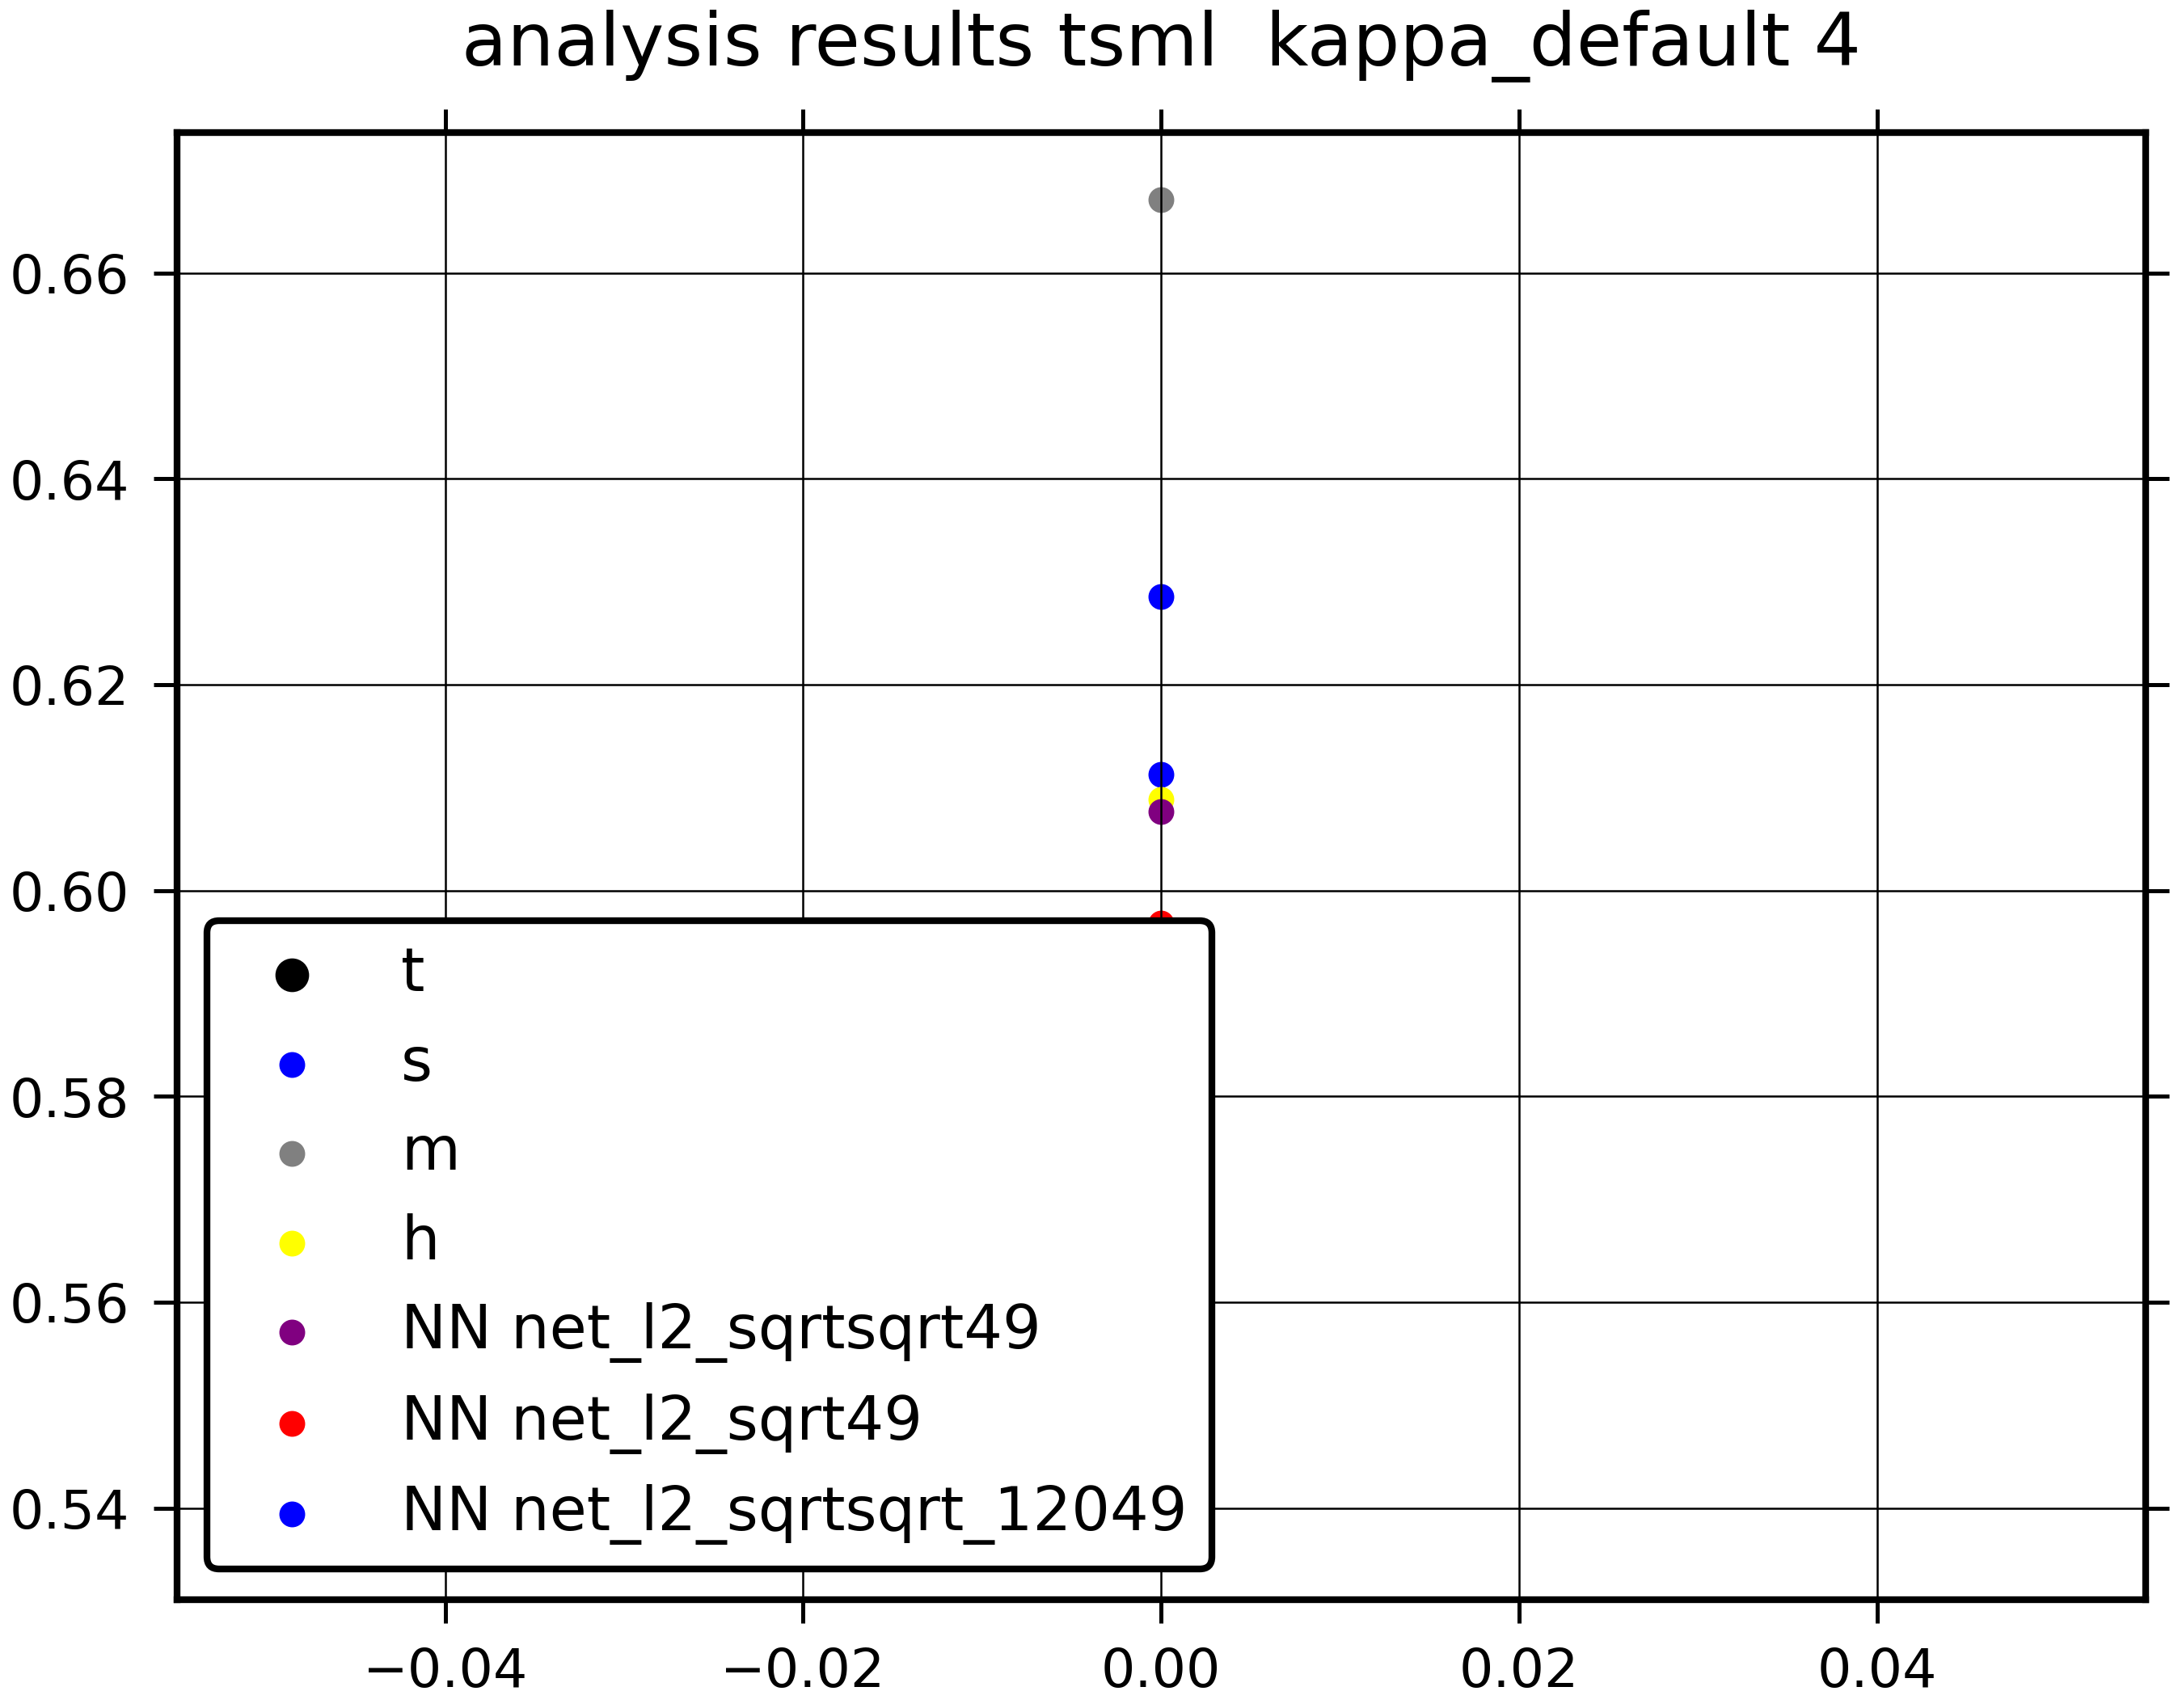 analysis results tsml  kappa_default 4
0.66
0.64
0.62
0.60
0.58
0.56
0.54
t
s
m
h
NN net_l2_sqrtsqrt49
NN net_l2_sqrt49
NN net_l2_sqrtsqrt_12049
−0.04
−0.02
0.00
0.02
0.04